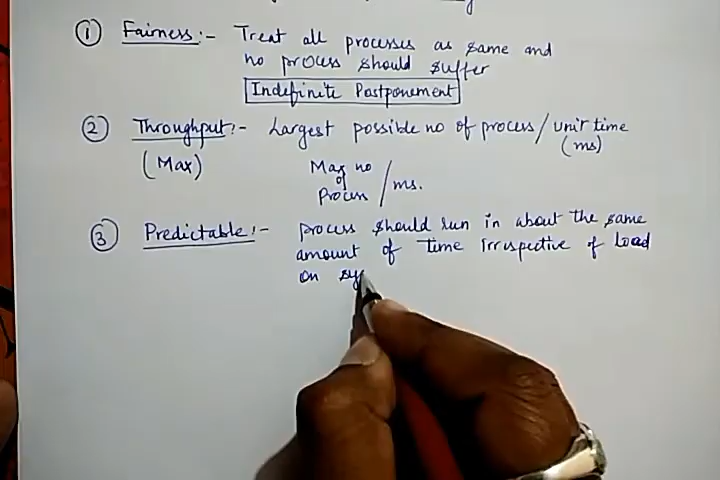 ① Fairness:- Treat all processes as same and
no process should suffer
Indefinite Postponement
② Throughput:- Largest possible no of process/unit time
(Max) (ms)
Max no
of
Process /ms.
③ Predictable:- process should run in about the same
amount of time irrespective of load
on sy